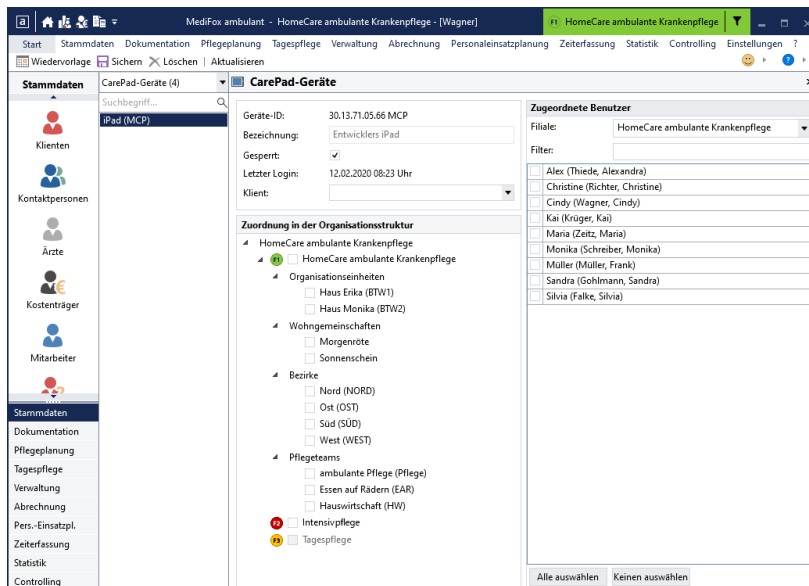 a MediFox ambulant - HomeCare ambulante Krankenpflege - [Wagner] F1 HomeCare ambulante Krankenpflege
Start Stammdaten Dokumentation Pflegeplanung Tagespflege Verwaltung Abrechnung Personaleinsatzplanung Zeiterfassung Statistik Controlling Einstellungen ?
Wiedervorlage Sichern Löschen Aktualisieren ?
Stammdaten
Klienten
Kontaktpersonen
Ärzte
Kostenträger
Mitarbeiter
Stammdaten
Dokumentation
Pflegeplanung
Tagespflege
Verwaltung
Abrechnung
Pers.-Einsatzpl.
Zeiterfassung
Statistik
Controlling
CarePad-Geräte (4)
Suchbegriff...
iPad (MCP)
CarePad-Geräte
Geräte-ID: 30.13.71.05.66 MCP
Bezeichnung: Entwicklers iPad
Gesperrt:
Letzter Login: 12.02.2020 08:23 Uhr
Klient:
Zuordnung in der Organisationsstruktur
HomeCare ambulante Krankenpflege
F1 HomeCare ambulante Krankenpflege
Organisationseinheiten
Haus Erika (BTW1)
Haus Monika (BTW2)
Wohngemeinschaften
Morgenröte
Sonnenschein
Bezirke
Nord (NORD)
Ost (OST)
Süd (SÜD)
West (WEST)
Pflegeteams
ambulante Pflege (Pflege)
Essen auf Rädern (EAR)
Hauswirtschaft (HW)
F2 Intensivpflege
F3 Tagespflege
Zugeordnete Benutzer
Filiale: HomeCare ambulante Krankenpflege
Filter:
Alex (Thiede, Alexandra)
Christine (Richter, Christine)
Cindy (Wagner, Cindy)
Kai (Krüger, Kai)
Maria (Zeitz, Maria)
Monika (Schreiber, Monika)
Müller (Müller, Frank)
Sandra (Gohlmann, Sandra)
Silvia (Falke, Silvia)
Alle auswählen Keinen auswählen